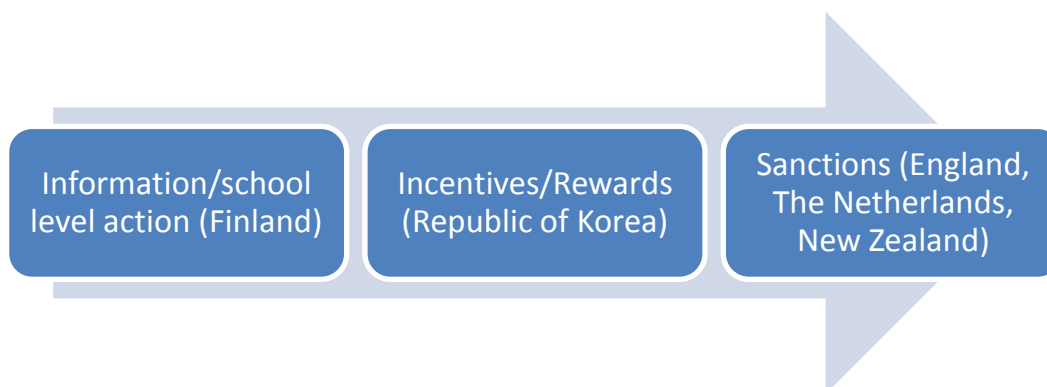 Information/school
level action (Finland)
Incentives/Rewards
(Republic of Korea)
Sanctions (England,
The Netherlands,
New Zealand)